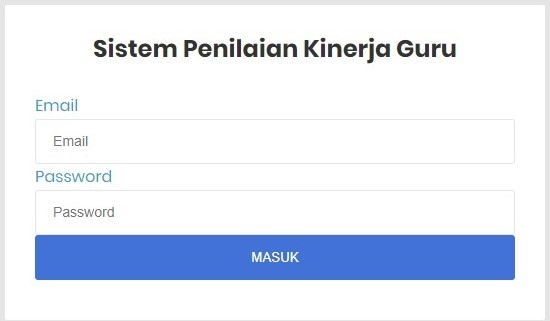 Sistem Penilaian Kinerja Guru
Email
Email
Password
Password
MASUK